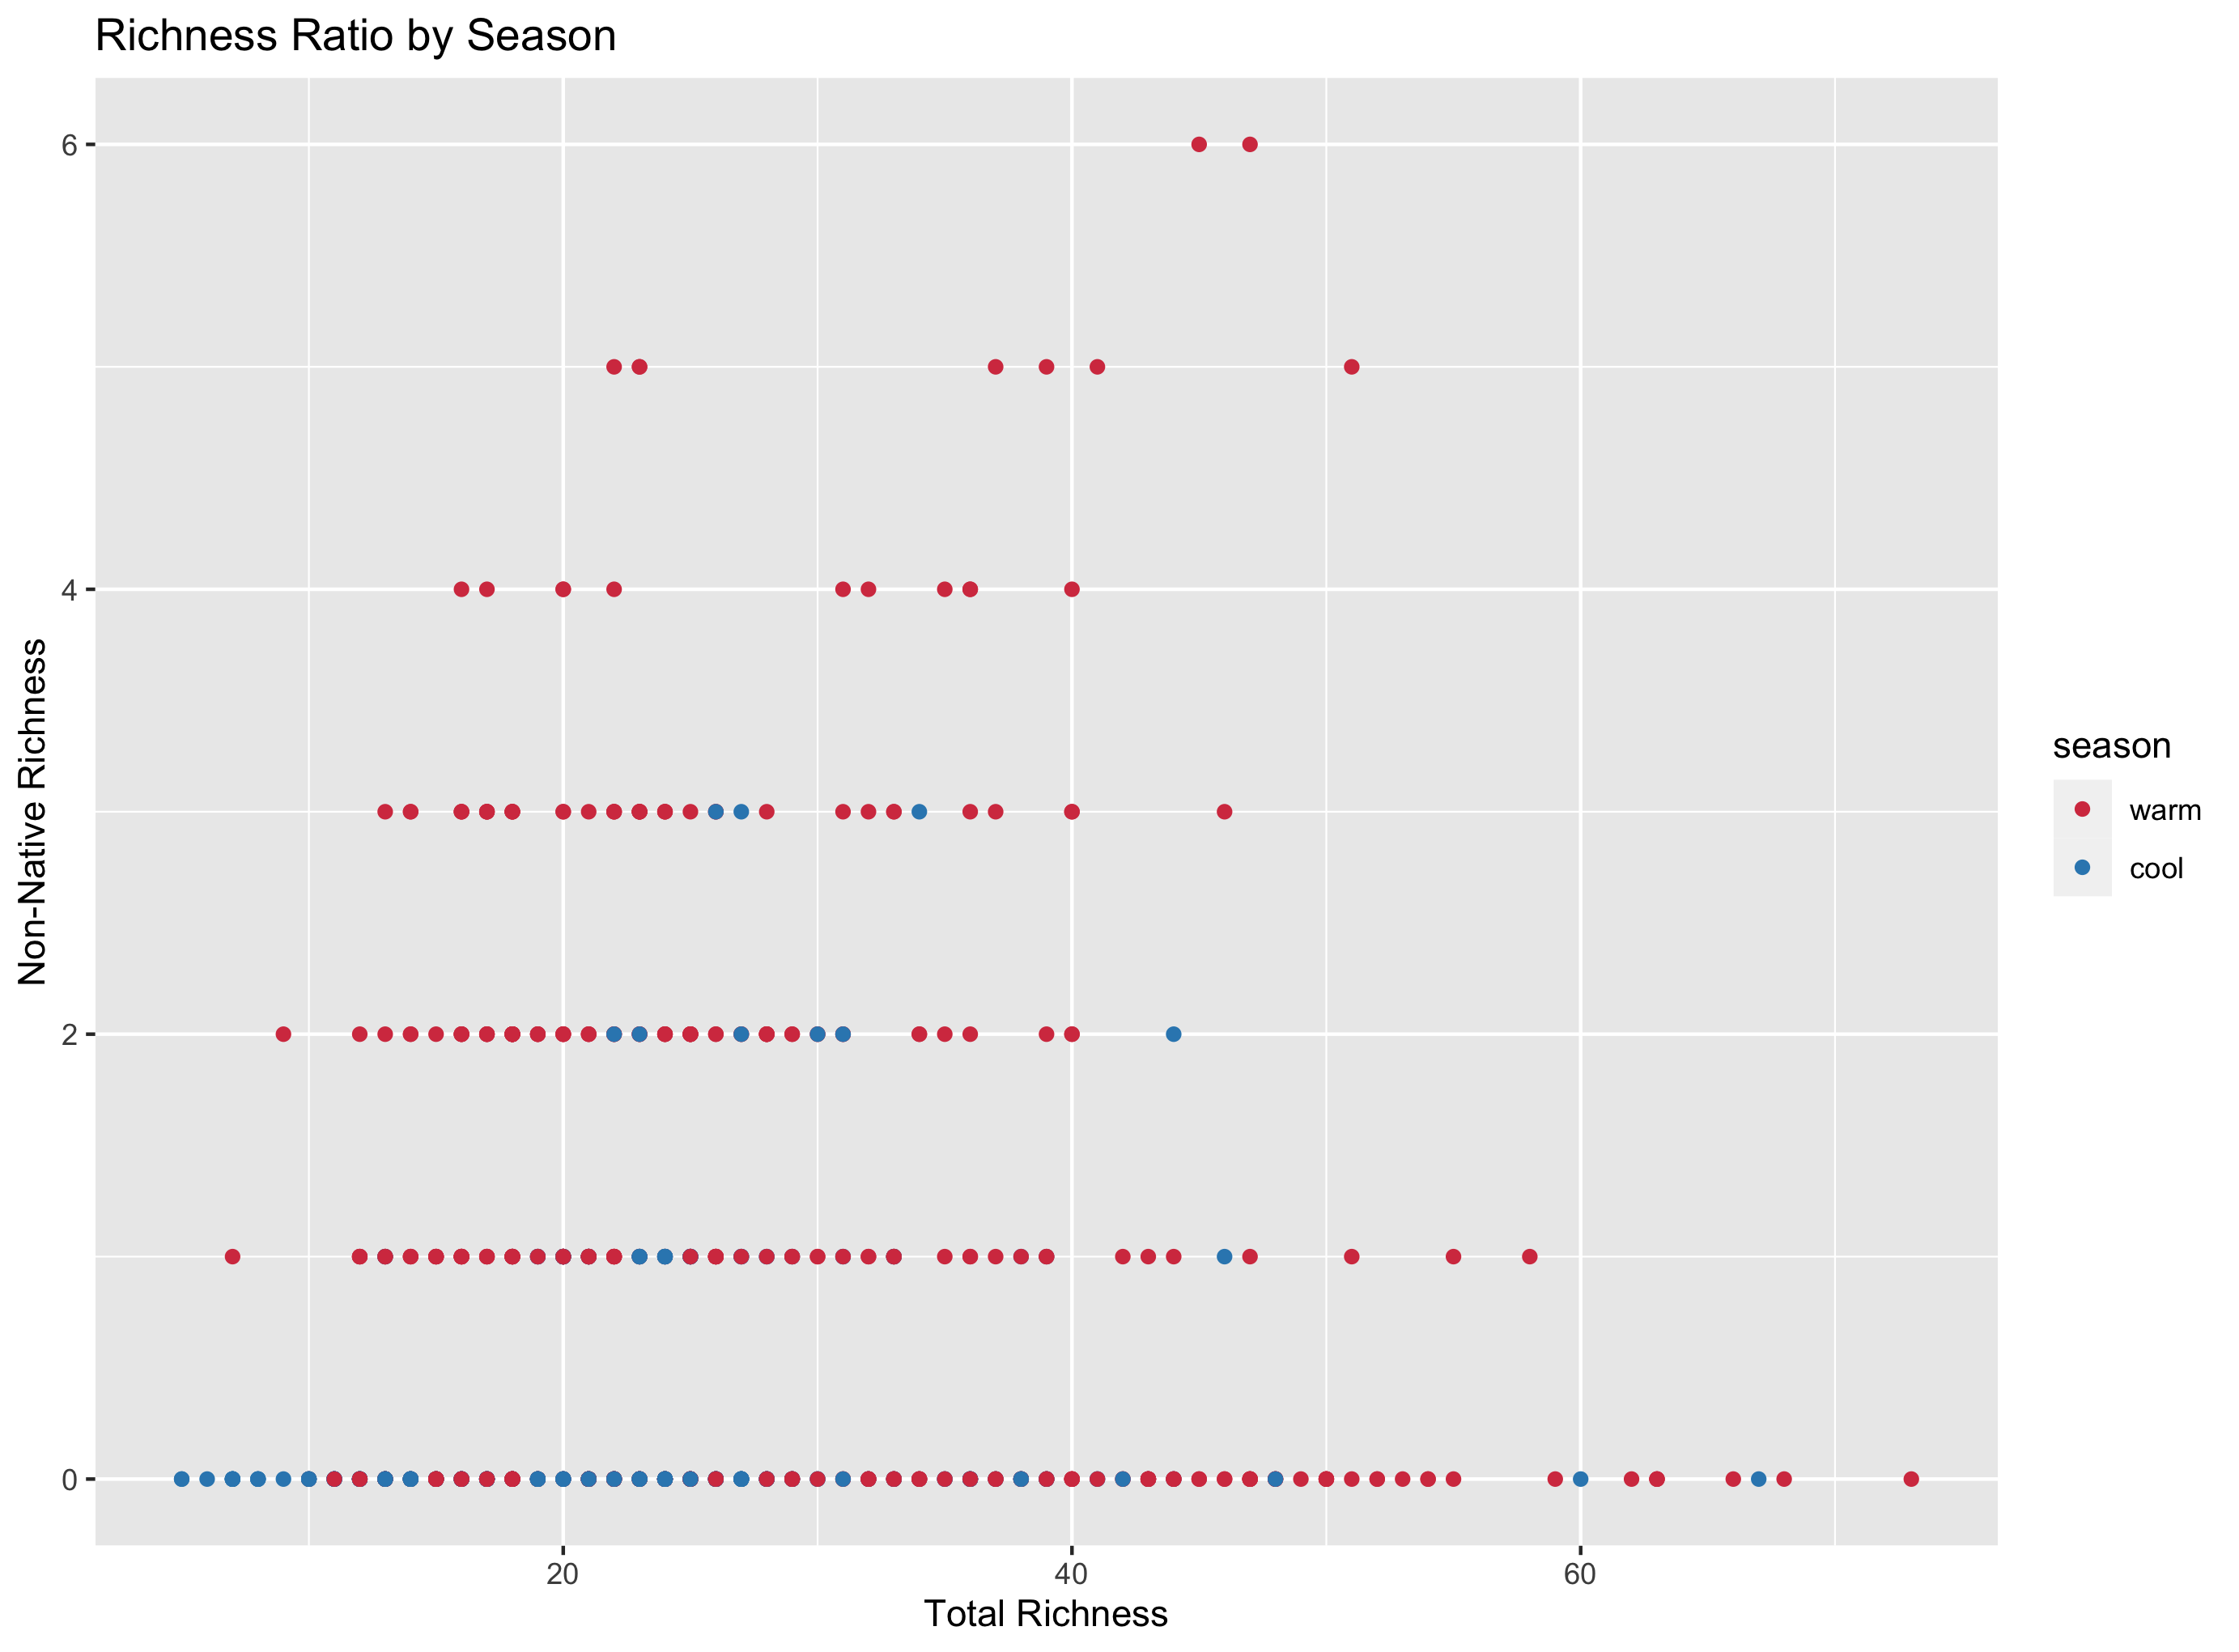 Richness Ratio by Season
6
4
2
0
Non-Native Richness
20 40 60
Total Richness
season
warm
cool